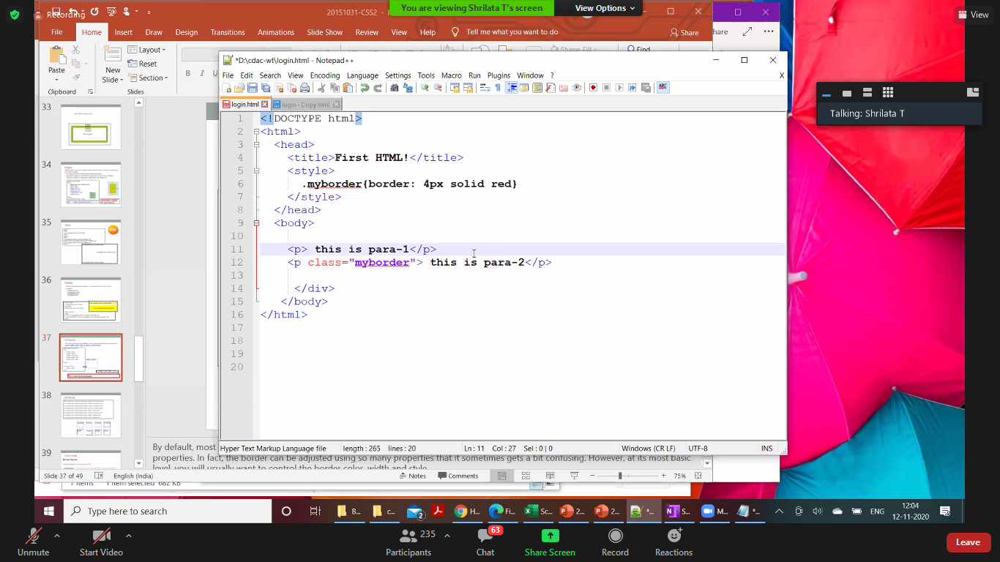 Recording
20151031-CSS2
You are viewing Shrilata T's screen
View Options
View
File Home Insert Draw Design Transitions Animations Slide Show Review View Help Tell me what you want to do
Share
hare
Paste
New
Slide
Layout
Reset
Section
Clipboard
Slides
B I
Shape Fill
Find
*D:\cdac-wt\login.html - Notepad++
File Edit Search View Encoding Language Settings Tools Macro Run Plugins Window ? X
login.html login - Copy.html
1 <!DOCTYPE html>
2 <html>
3 <head>
4 <title>First HTML!</title>
5 <style>
6 .myborder{border: 4px solid red}
7 </style>
8 </head>
9 <body>
10
11 <p> this is para-1</p>
12 <p class="myborder"> this is para-2</p>
13
14 </div>
15 </body>
16 </html>
17
18
19
20
Hyper Text Markup Language file length : 265 lines : 20 Ln : 11 Col : 27 Sel : 0 | 0 Windows (CR LF) UTF-8 INS
33
34
35
36
37
38
39
Talking: Shrilata T
By default, most
properties. In fact, the border can be adjusted using so many properties that it sometimes gets a bit confusing. However, at its most basic
level, you will usually want to control the border color, width and style
Slide 37 of 49 English (India) Notes Comments 75%
7 items 1 item selected 682 KB
Type here to search
B... c... 2 H... Fi... Sc... 2... 2... *... S... M... *...
ENG
12:04
12-11-2020
Unmute
Start Video
Participants
235
Chat
63
Share Screen
Record
Reactions
Leave